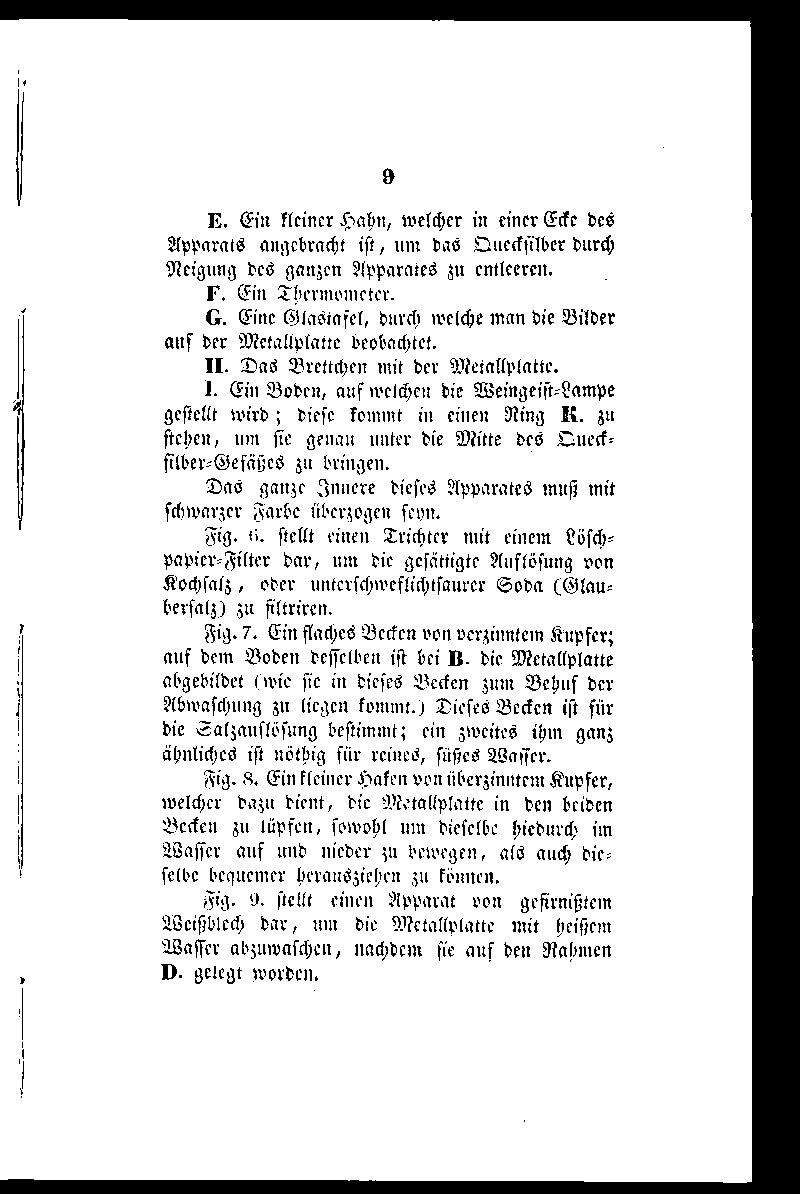 9
E. Ein kleiner Hahn, welcher in einer Ecke des
Apparats angebracht ist, um das Quecksilber durch
Neigung des ganzen Apparates zu entleeren.
F. Ein Thermometer.
G. Eine Glastafel, durch welche man die Bilder
auf der Metallplatte beobachtet.
H. Das Brettchen mit der Metallplatte.
I. Ein Boden, auf welchen die Weingeist-Lampe
gestellt wird; diese kommt in einen Ring K. zu
stehen, um sie genau unter die Mitte des Queck-
silber-Gefäßes zu bringen.
Das ganze Innere dieses Apparates muß mit
schwarzer Farbe überzogen seyn.
Fig. 6. stellt einen Trichter mit einem Lösch-
papier-Filter dar, um die gesättigte Auflösung von
Kochsalz, oder unterschweflichtsaurer Soda (Glau-
bersalz) zu filtriren.
Fig. 7. Ein flaches Becken von verzinntem Kupfer;
auf dem Boden desselben ist bei B. die Metallplatte
abgebildet (wie sie in dieses Becken zum Behuf der
Abwaschung zu liegen kommt.) Dieses Becken ist für
die Salzauflösung bestimmt; ein zweites ihm ganz
ähnliches ist nöthig für reines, süßes Wasser.
Fig. 8. Ein kleiner Haken von überzinntem Kupfer,
welcher dazu dient, die Metallplatte in den beiden
Becken zu lüpfen, sowohl um dieselbe hiedurch im
Wasser auf und nieder zu bewegen, als auch die-
selbe bequemer herausziehen zu können.
Fig. 9. stellt einen Apparat von gefirnißtem
Weißblech dar, um die Metallplatte mit heißem
Wasser abzuwaschen, nachdem sie auf den Rahmen
D. gelegt worden.